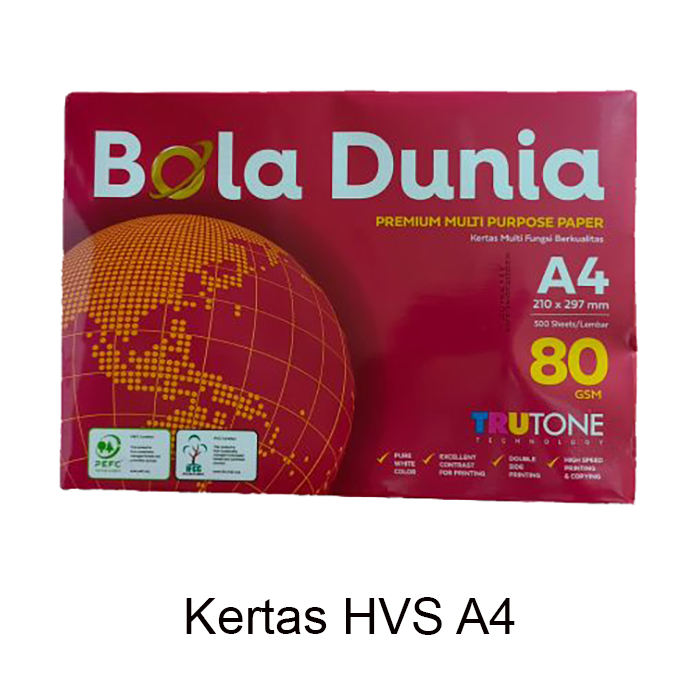 Bola Dunia
PREMIUM MULTI PURPOSE PAPER
Kertas Multi Fungsi Berkualitas
A4
210 x 297 mm
500 Sheets/Lembar
80
GSM
TRUTONE
TECHNOLOGY
PURE WHITE COLOR
EXCELLENT CONTRAST FOR PRINTING
DOUBLE SIDE PRINTING
HIGH SPEED PRINTING & COPYING
PEFC
IFCC
Kertas HVS A4